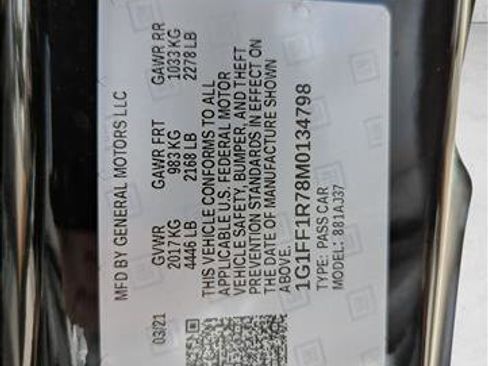 MFD BY GENERAL MOTORS LLC
03/21 GVWR GAWR FRT GAWR RR
2017 KG 983 KG 1033 KG
4446 LB 2168 LB 2278 LB
THIS VEHICLE CONFORMS TO ALL
APPLICABLE U.S. FEDERAL MOTOR
VEHICLE SAFETY, BUMPER, AND THEFT
PREVENTION STANDARDS IN EFFECT ON
THE DATE OF MANUFACTURE SHOWN
ABOVE.
1G1FF1R78M0134798
TYPE: PASS CAR
MODEL: 881AJ37